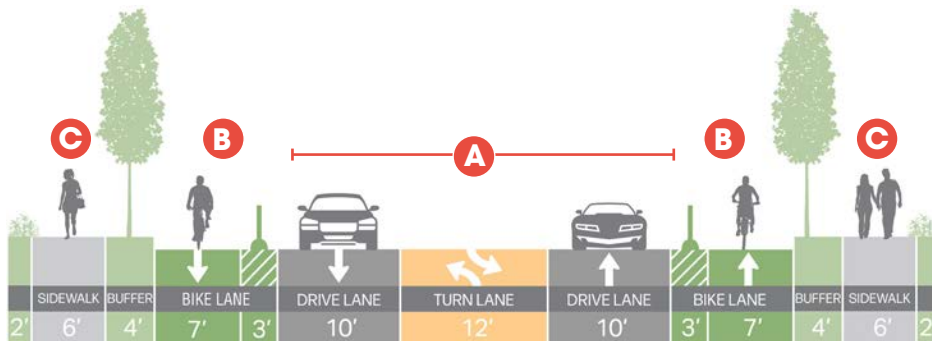 C B A B C
SIDEWALK BUFFER BIKE LANE DRIVE LANE TURN LANE DRIVE LANE BIKE LANE BUFFER SIDEWALK
2' 6' 4' 7' 3' 10' 12' 10' 3' 7' 4' 6' 2